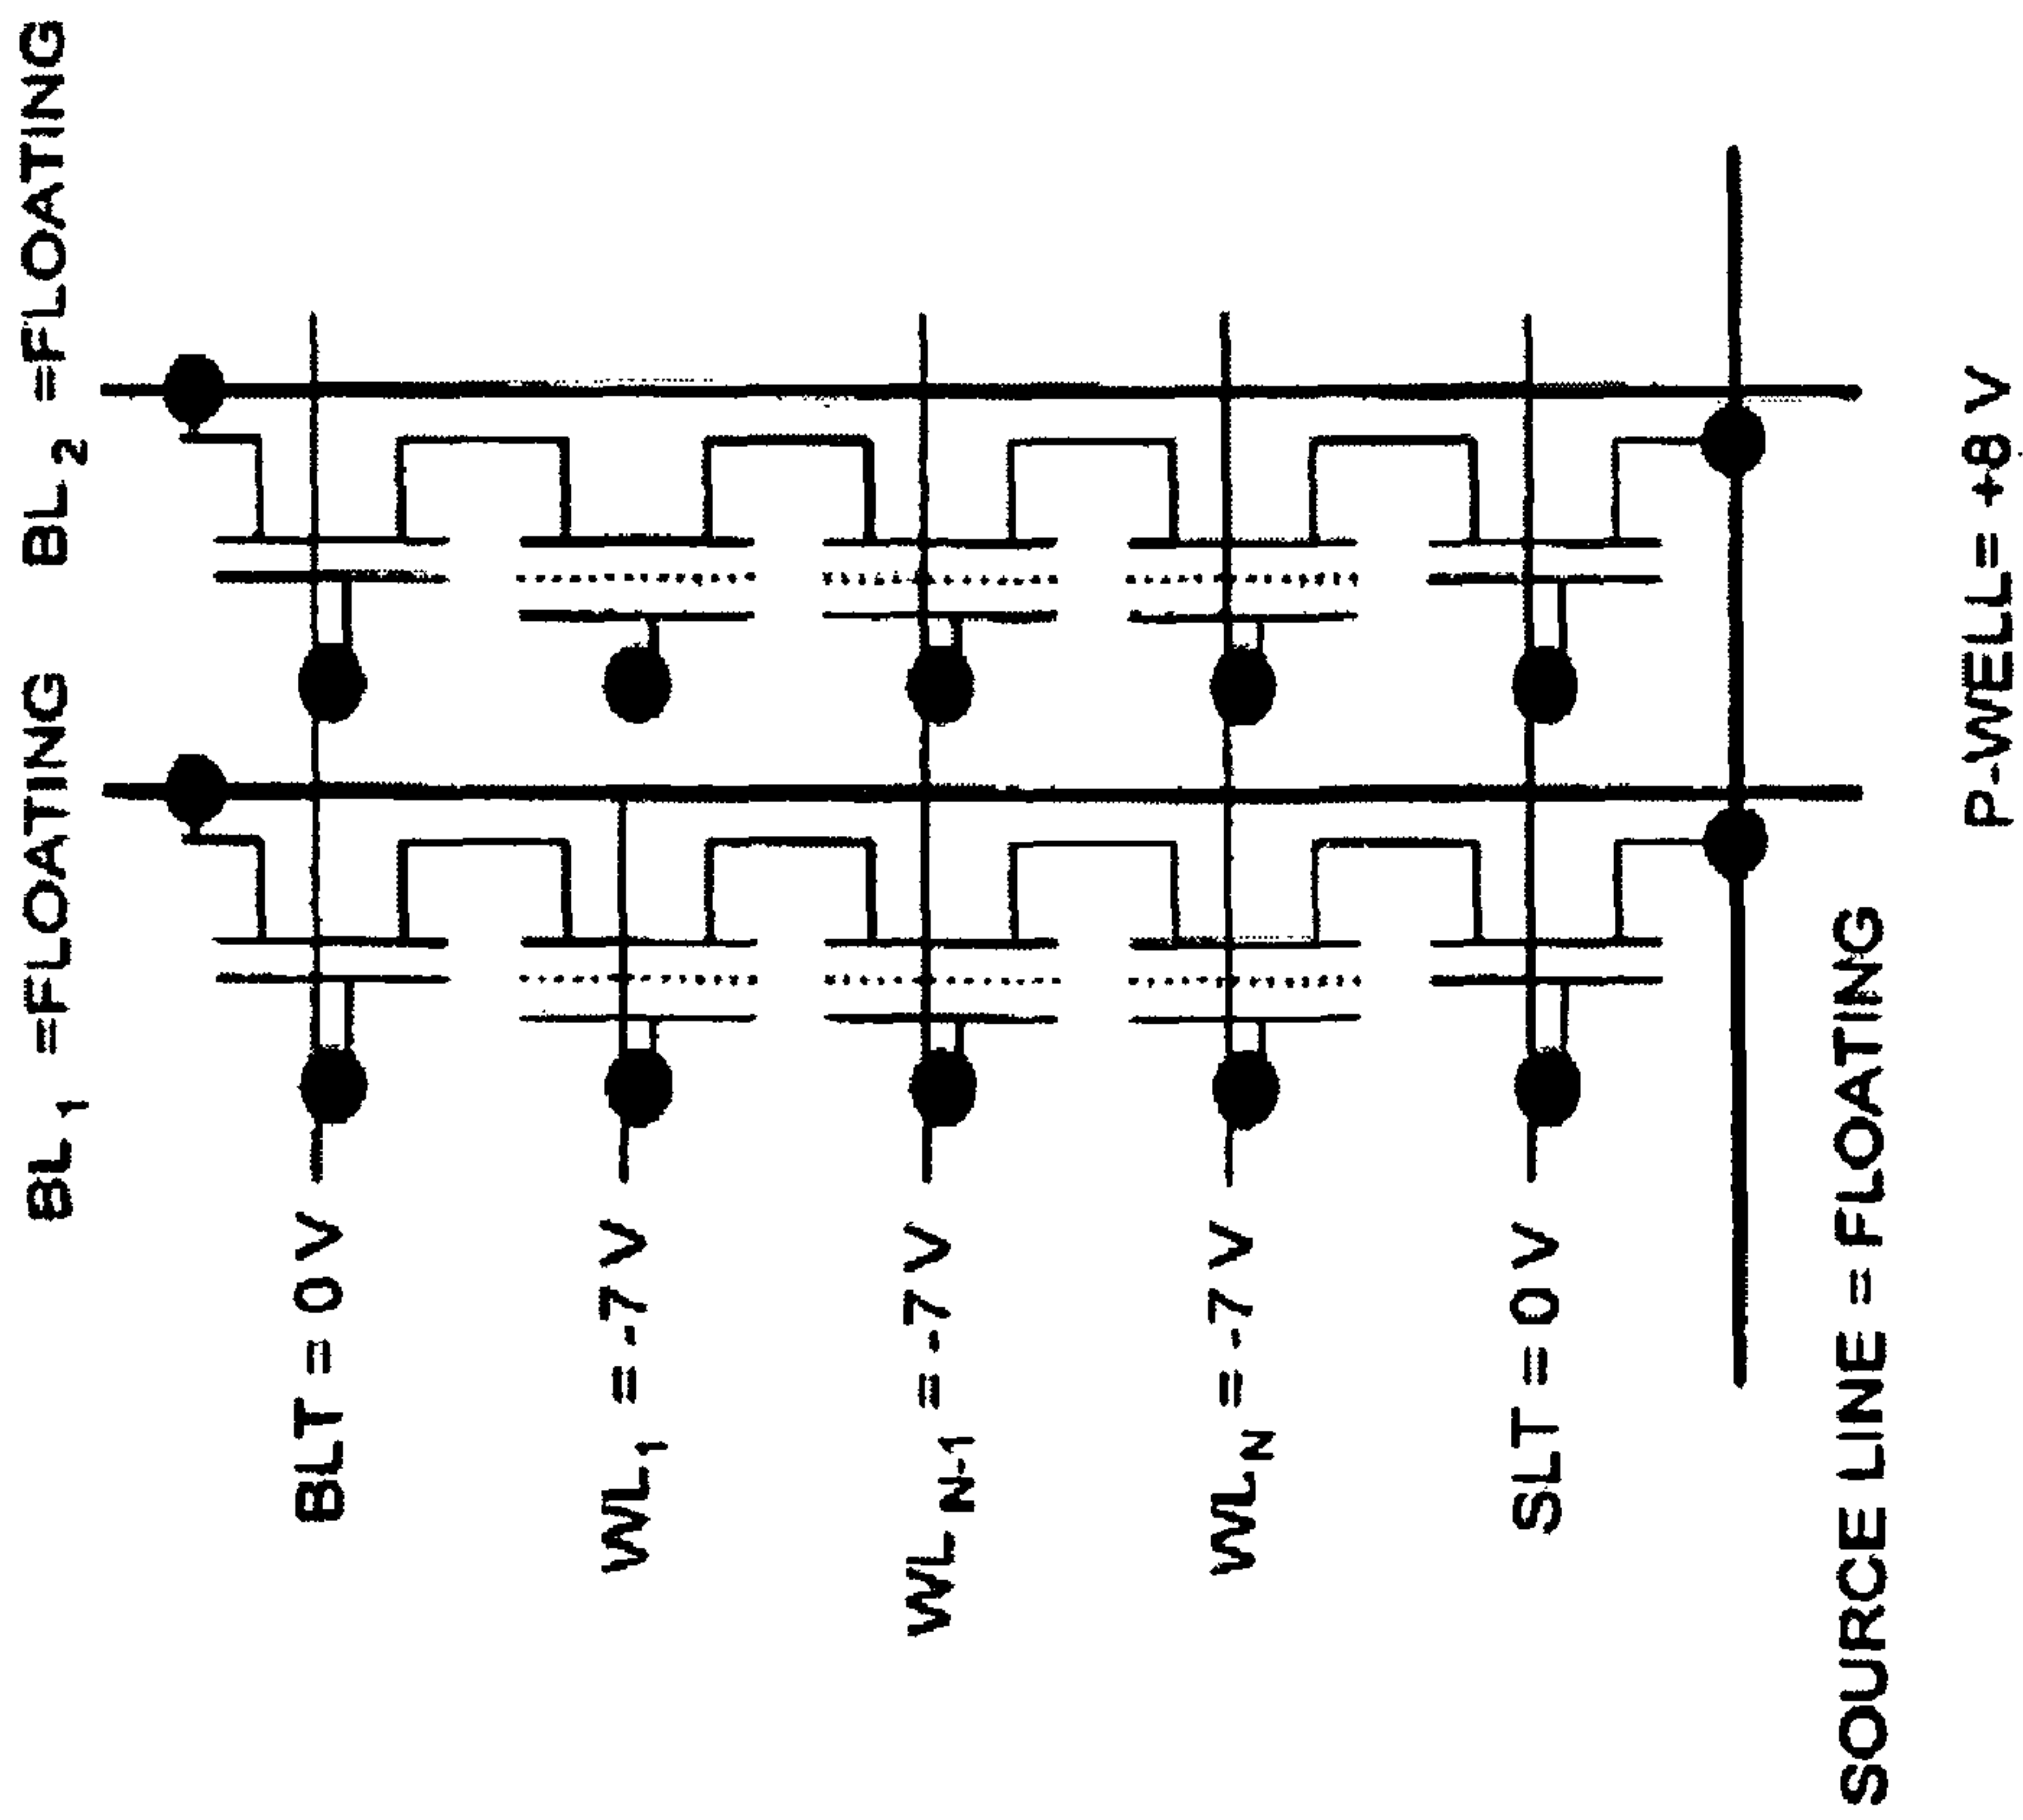 BL1 =FLOATING
BL2 =FLOATING
BLT = 0 V
WL1 = -7 V
WLN-1 = -7 V
WLN = -7 V
SLT = 0 V
SOURCE LINE = FLOATING
P-WELL= +8 V